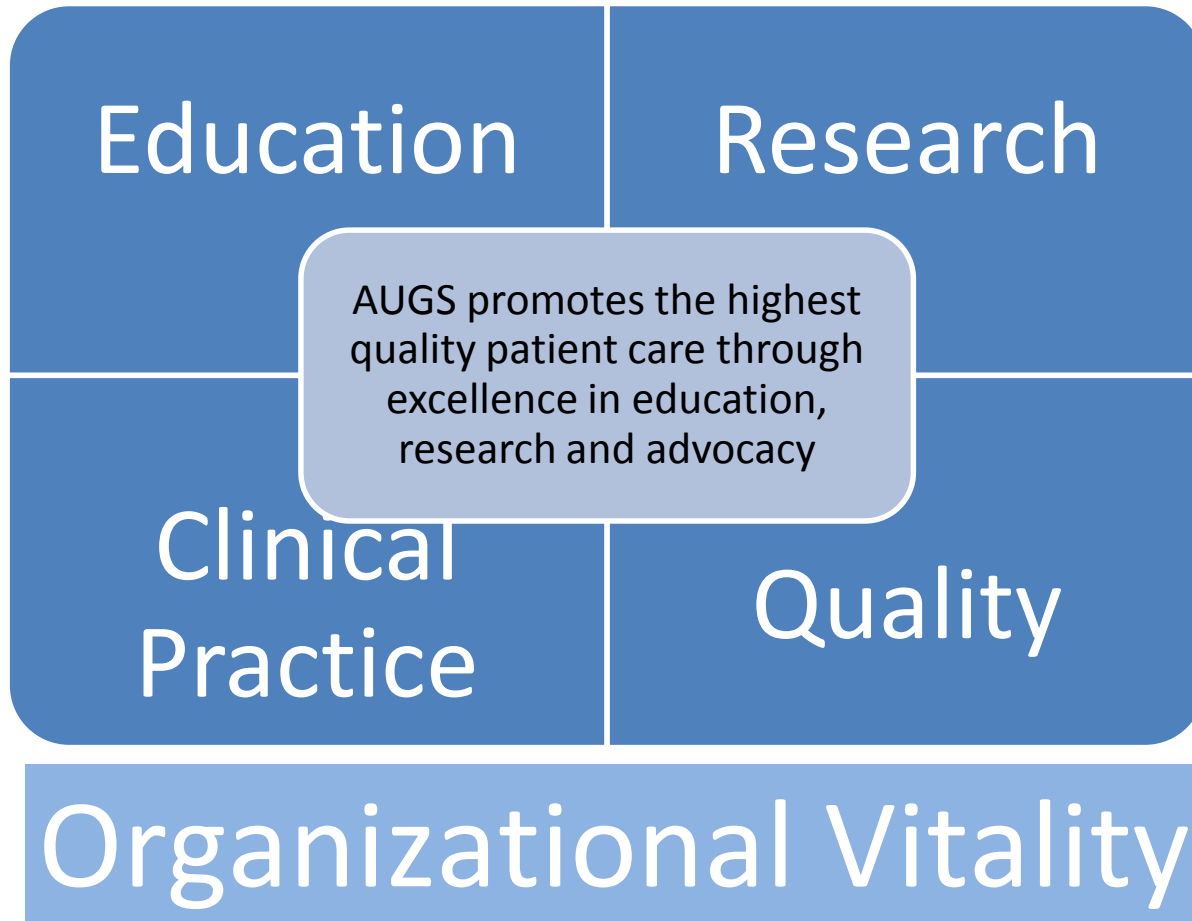 Education
Research
AUGS promotes the highest
quality patient care through
excellence in education,
research and advocacy
Clinical
Practice
Quality
Organizational Vitality